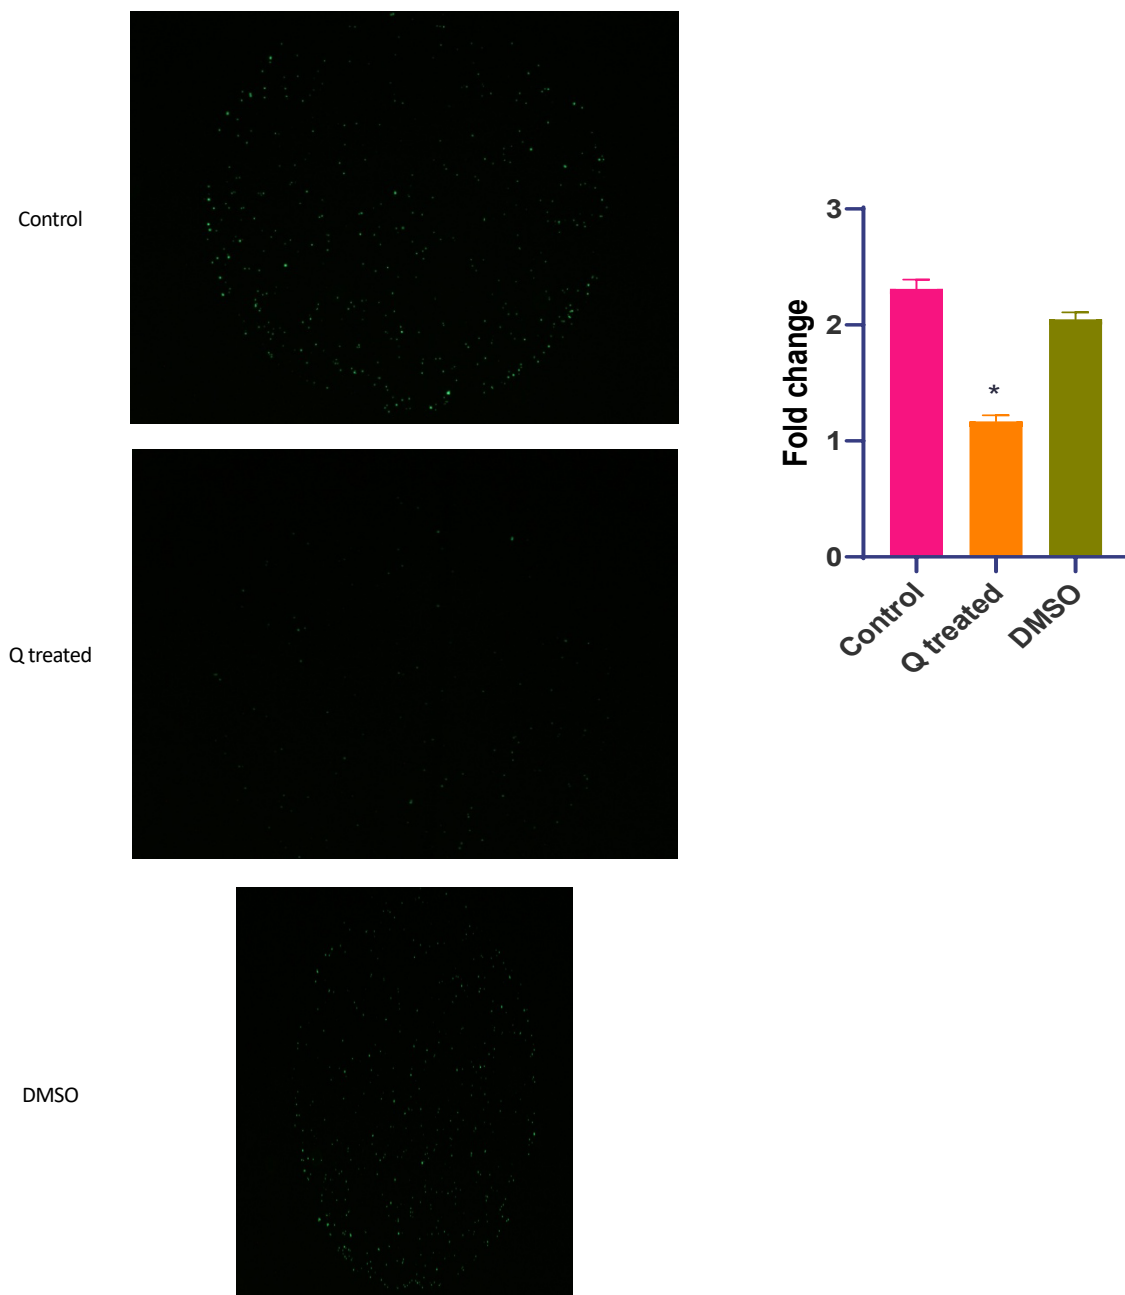 Control
Q treated
DMSO
Fold change
3
2
1
0
*
Control
Q treated
DMSO